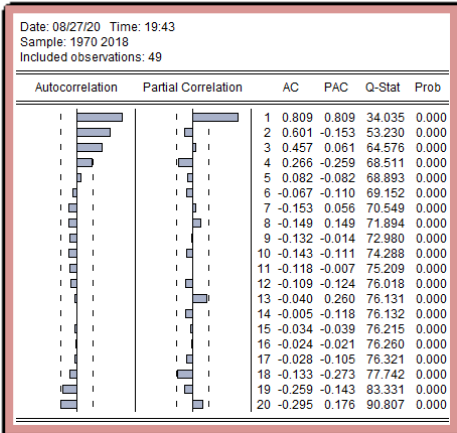 Date: 08/27/20 Time: 19:43
Sample: 1970 2018
Included observations: 49
Autocorrelation Partial Correlation AC PAC Q-Stat Prob
1 0.809 0.809 34.035 0.000
2 0.601 -0.153 53.230 0.000
3 0.457 0.061 64.576 0.000
4 0.266 -0.259 68.511 0.000
5 0.082 -0.082 68.893 0.000
6 -0.067 -0.110 69.152 0.000
7 -0.153 0.056 70.549 0.000
8 -0.149 0.149 71.894 0.000
9 -0.132 -0.014 72.980 0.000
10 -0.143 -0.111 74.288 0.000
11 -0.118 -0.007 75.209 0.000
12 -0.109 -0.124 76.018 0.000
13 -0.040 0.260 76.131 0.000
14 -0.005 -0.118 76.132 0.000
15 -0.034 -0.039 76.215 0.000
16 -0.024 -0.021 76.260 0.000
17 -0.028 -0.105 76.321 0.000
18 -0.133 -0.273 77.742 0.000
19 -0.259 -0.143 83.331 0.000
20 -0.295 0.176 90.807 0.000